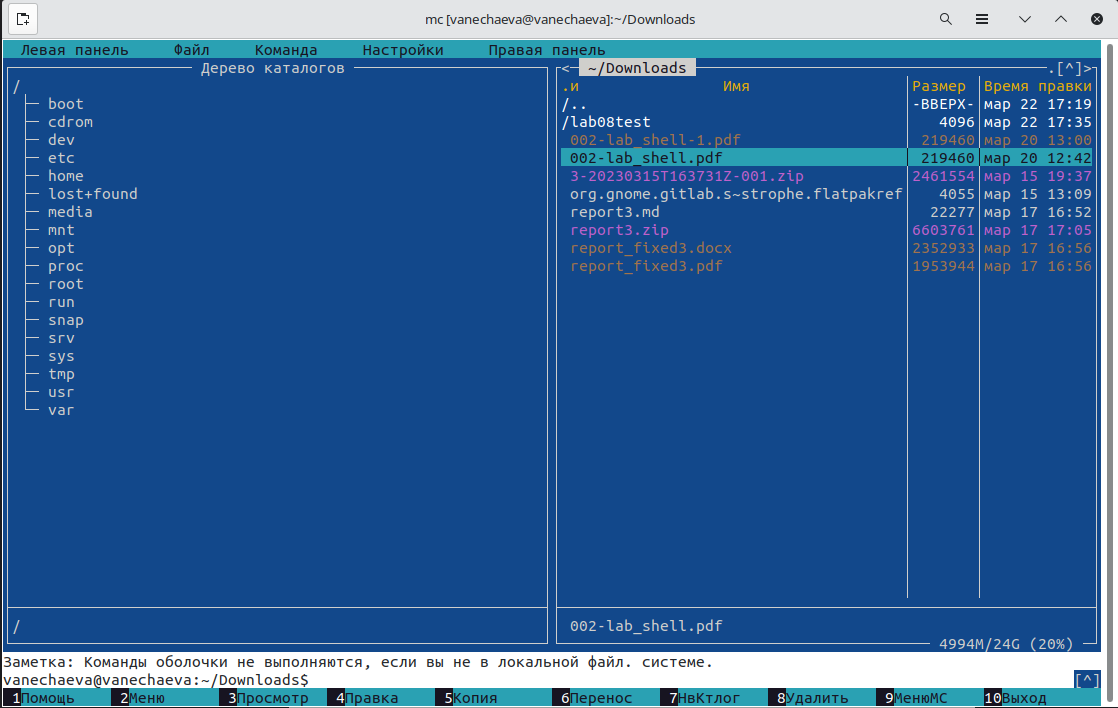 mc [vanechaeva@vanechaeva]:~/Downloads
Левая панель Файл Команда Настройки Правая панель
Дерево каталогов
/
boot
cdrom
dev
etc
home
lost+found
media
mnt
opt
proc
root
run
snap
srv
sys
tmp
usr
var
/
<- ~/Downloads .[^]>
.и Имя Размер Время правки
/.. -ВВЕРХ- мар 22 17:19
/lab08test 4096 мар 22 17:35
002-lab_shell-1.pdf 219460 мар 20 13:00
002-lab_shell.pdf 219460 мар 20 12:42
3-20230315T163731Z-001.zip 2461554 мар 15 19:37
org.gnome.gitlab.s~strophe.flatpakref 4055 мар 15 13:09
report3.md 22277 мар 17 16:52
report3.zip 6603761 мар 17 17:05
report_fixed3.docx 2352933 мар 17 16:56
report_fixed3.pdf 1953944 мар 17 16:56
002-lab_shell.pdf
4994M/24G (20%)
Заметка: Команды оболочки не выполняются, если вы не в локальной файл. системе.
vanechaeva@vanechaeva:~/Downloads$ [^]
1Помощь 2Меню 3Просмотр 4Правка 5Копия 6Перенос 7НвКтлог 8Удалить 9МенюМС 10Выход